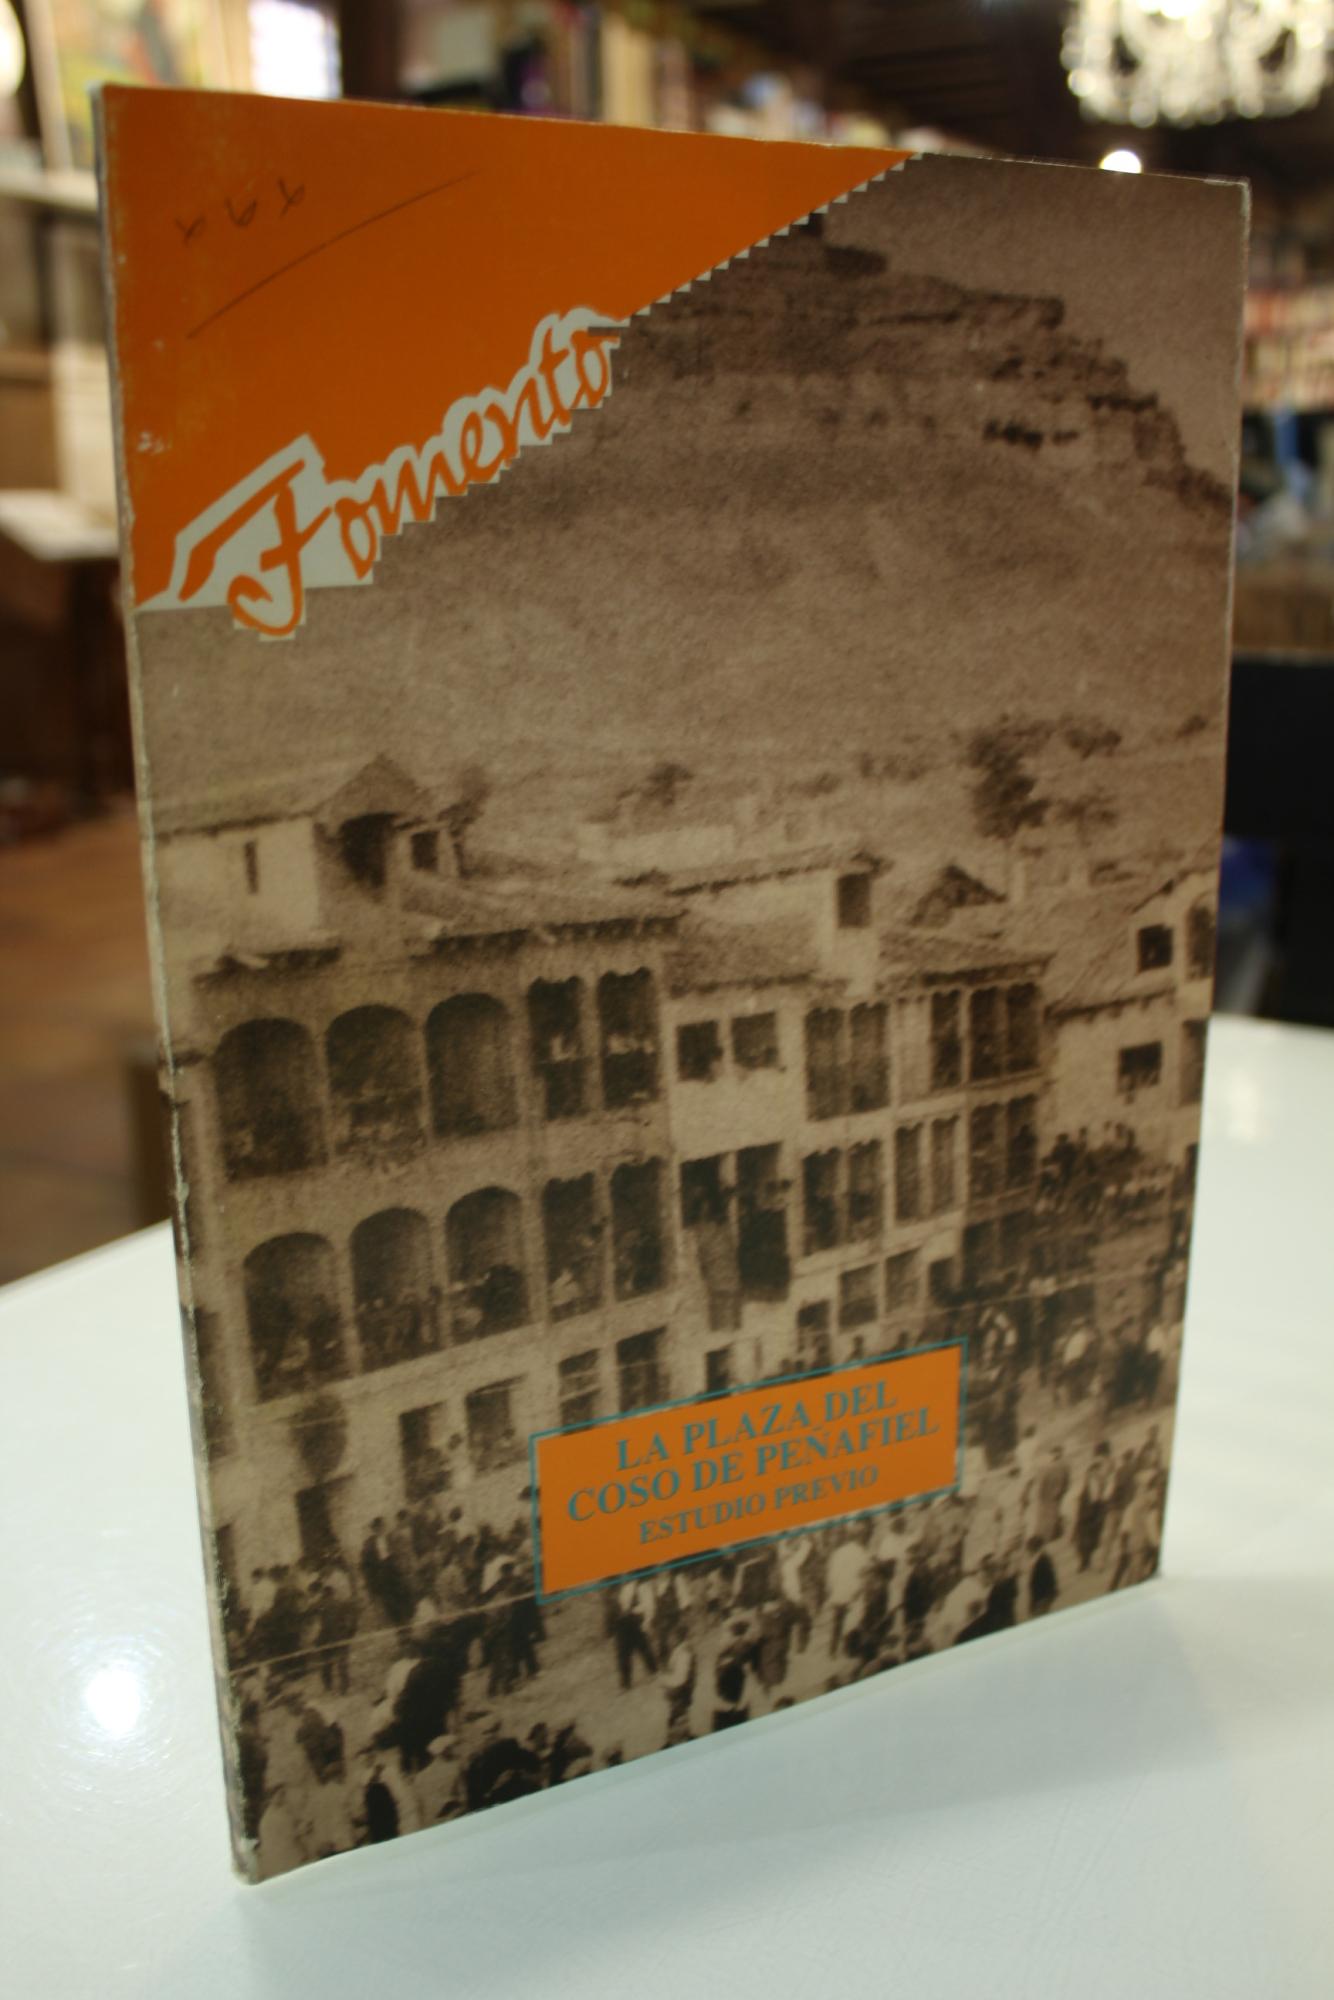 Fomento
LA PLAZA DEL
COSO DE PEÑAFIEL
ESTUDIO PREVIO